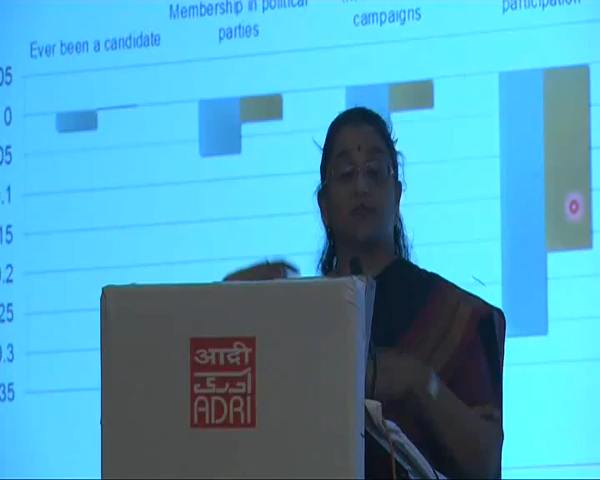 Ever been a candidate
Membership in political
parties
campaigns
participation
05
0
05
.1
15
0.2
25
0.3
35
आद्री
ادری
ADRI